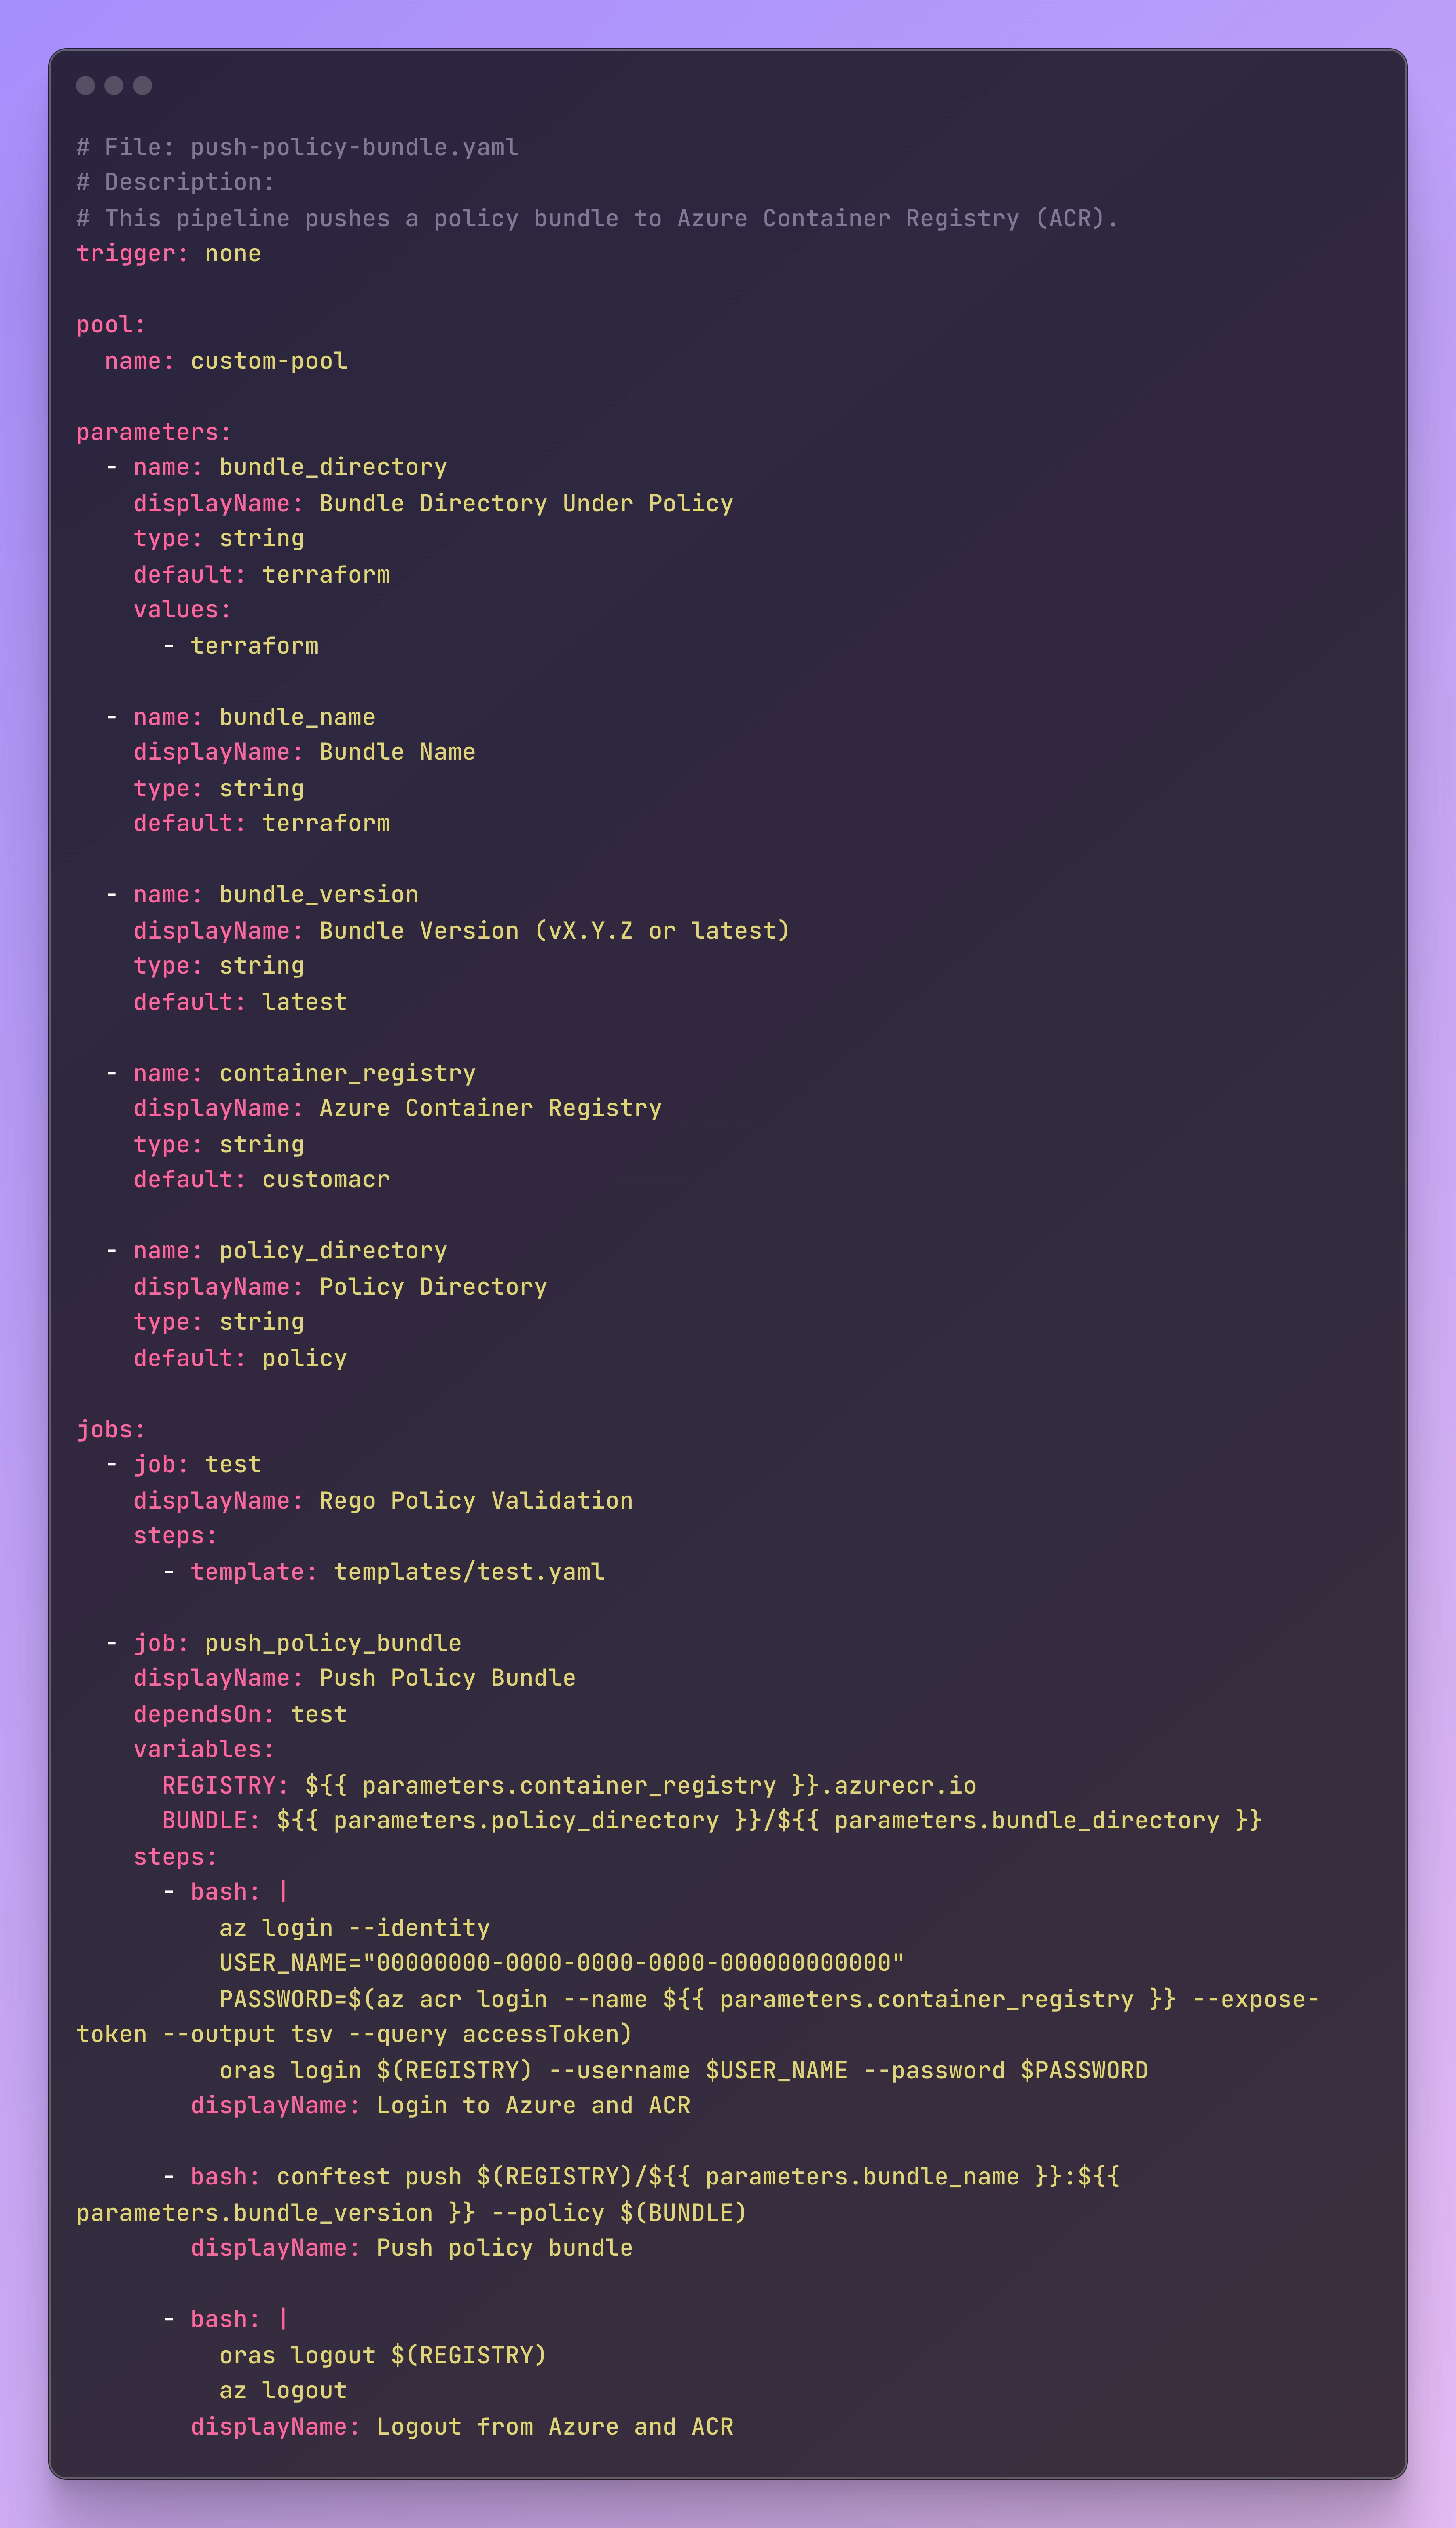 # File: push-policy-bundle.yaml
# Description:
# This pipeline pushes a policy bundle to Azure Container Registry (ACR).
trigger: none

pool:
  name: custom-pool

parameters:
  - name: bundle_directory
    displayName: Bundle Directory Under Policy
    type: string
    default: terraform
    values:
      - terraform

  - name: bundle_name
    displayName: Bundle Name
    type: string
    default: terraform

  - name: bundle_version
    displayName: Bundle Version (vX.Y.Z or latest)
    type: string
    default: latest

  - name: container_registry
    displayName: Azure Container Registry
    type: string
    default: customacr

  - name: policy_directory
    displayName: Policy Directory
    type: string
    default: policy

jobs:
  - job: test
    displayName: Rego Policy Validation
    steps:
      - template: templates/test.yaml

  - job: push_policy_bundle
    displayName: Push Policy Bundle
    dependsOn: test
    variables:
      REGISTRY: ${{ parameters.container_registry }}.azurecr.io
      BUNDLE: ${{ parameters.policy_directory }}/${{ parameters.bundle_directory }}
    steps:
      - bash: |
          az login --identity
          USER_NAME="00000000-0000-0000-0000-000000000000"
          PASSWORD=$(az acr login --name ${{ parameters.container_registry }} --expose-
token --output tsv --query accessToken)
          oras login $(REGISTRY) --username $USER_NAME --password $PASSWORD
        displayName: Login to Azure and ACR

      - bash: conftest push $(REGISTRY)/${{ parameters.bundle_name }}:${{
parameters.bundle_version }} --policy $(BUNDLE)
        displayName: Push policy bundle

      - bash: |
          oras logout $(REGISTRY)
          az logout
        displayName: Logout from Azure and ACR